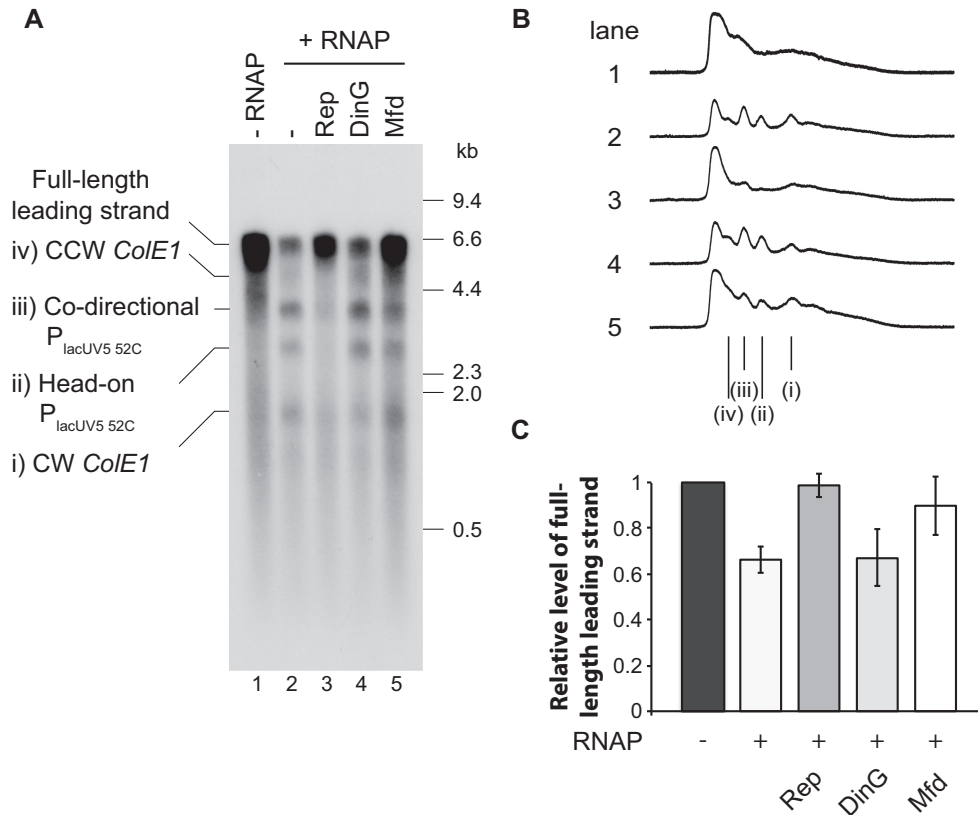 A
+ RNAP
- RNAP
-
Rep
DinG
Mfd
kb
Full-length
leading strand
iv) CCW ColE1
iii) Co-directional
PlacUV5 52C
ii) Head-on
PlacUV5 52C
i) CW ColE1
9.4
6.6
4.4
2.3
2.0
0.5
1 2 3 4 5
B
lane
1
2
3
4
5
(iii) (i)
(iv) (ii)
C
Relative level of full-
length leading strand
1
0.8
0.6
0.4
0.2
0
RNAP - + + + +
Rep
DinG
Mfd